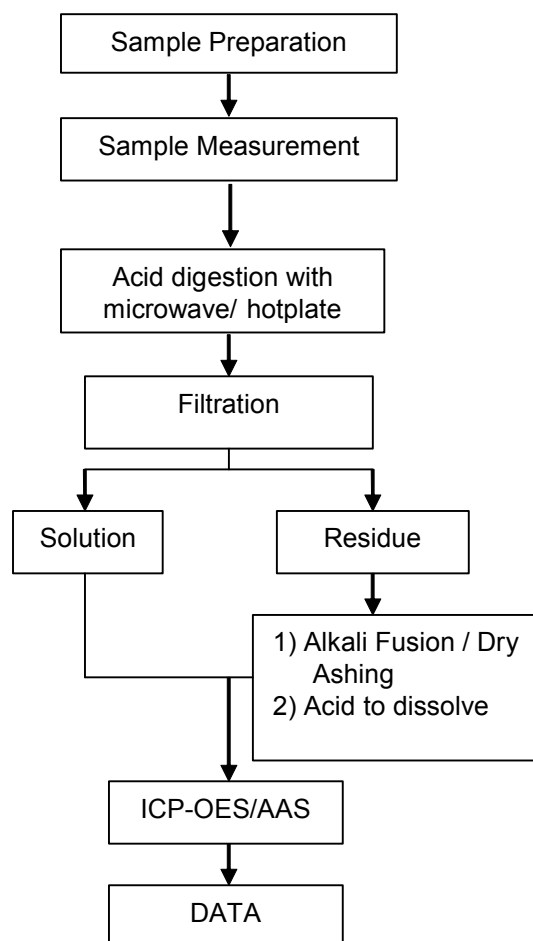 Sample Preparation
Sample Measurement
Acid digestion with
microwave/ hotplate
Filtration
Solution
Residue
1) Alkali Fusion / Dry
Ashing
2) Acid to dissolve
ICP-OES/AAS
DATA